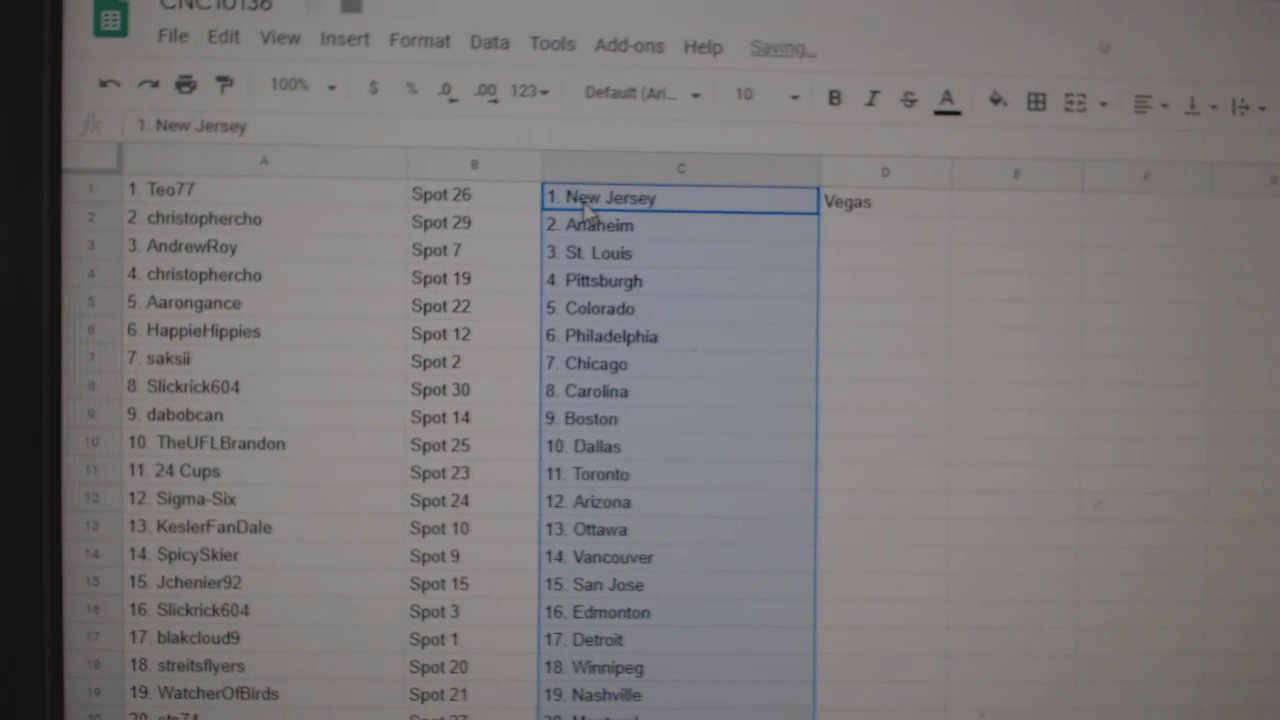 CNC10136
File Edit View Insert Format Data Tools Add-ons Help Saving...
100% $ % .0 .00 123 Default (Ari... 10 B I S A
fx 1. New Jersey
A B C D E F G
1 1. Teo77 Spot 26 1. New Jersey Vegas
2 2. christophercho Spot 29 2. Anaheim
3 3. AndrewRoy Spot 7 3. St. Louis
4 4. christophercho Spot 19 4. Pittsburgh
5 5. Aarongance Spot 22 5. Colorado
6 6. HappieHippies Spot 12 6. Philadelphia
7 7. saksii Spot 2 7. Chicago
8 8. Slickrick604 Spot 30 8. Carolina
9 9. dabobcan Spot 14 9. Boston
10 10. TheUFLBrandon Spot 25 10. Dallas
11 11. 24 Cups Spot 23 11. Toronto
12 12. Sigma-Six Spot 24 12. Arizona
13 13. KeslerFanDale Spot 10 13. Ottawa
14 14. SpicySkier Spot 9 14. Vancouver
15 15. Jchenier92 Spot 15 15. San Jose
16 16. Slickrick604 Spot 3 16. Edmonton
17 17. blakcloud9 Spot 1 17. Detroit
18 18. streitsflyers Spot 20 18. Winnipeg
19 19. WatcherOfBirds Spot 21 19. Nashville
20. Spot 20.